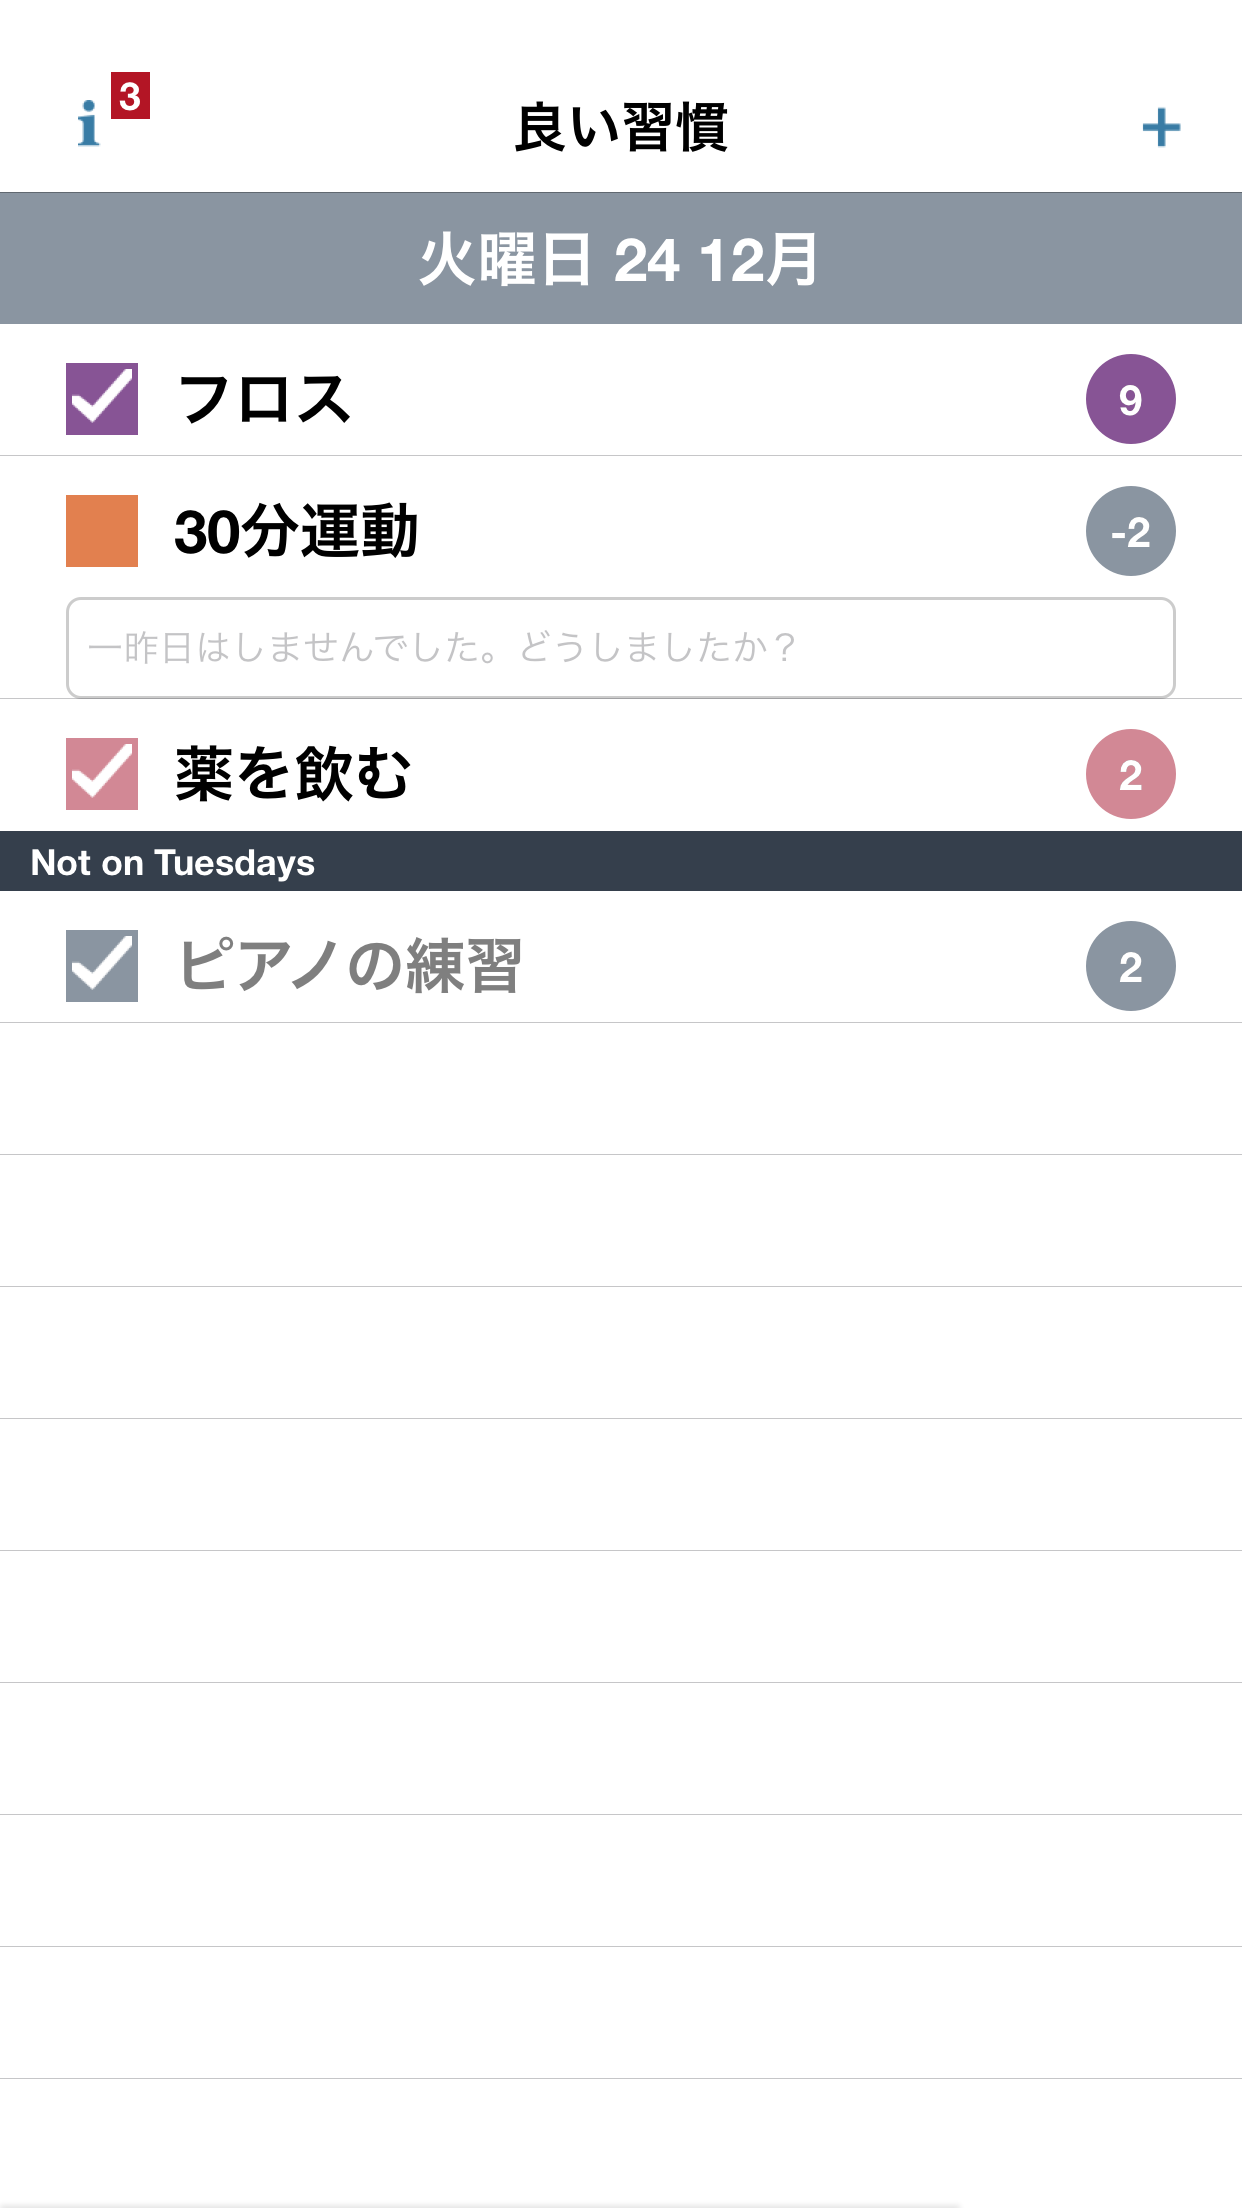 3
良い習慣
火曜日 24 12月
フロス 9
30分運動 -2
一昨日はしませんでした。どうしましたか？
薬を飲む 2
Not on Tuesdays
ピアノの練習 2